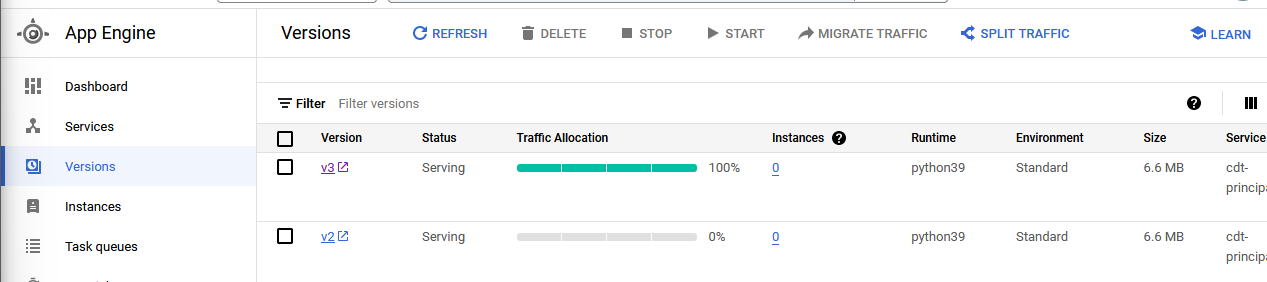 App Engine
Versions REFRESH DELETE STOP START MIGRATE TRAFFIC SPLIT TRAFFIC LEARN
Dashboard
Services
Versions
Instances
Task queues
Filter Filter versions
Version Status Traffic Allocation Instances Runtime Environment Size Service
v3 Serving 100% 0 python39 Standard 6.6 MB cdt-
principa
v2 Serving 0% 0 python39 Standard 6.6 MB cdt-
principa